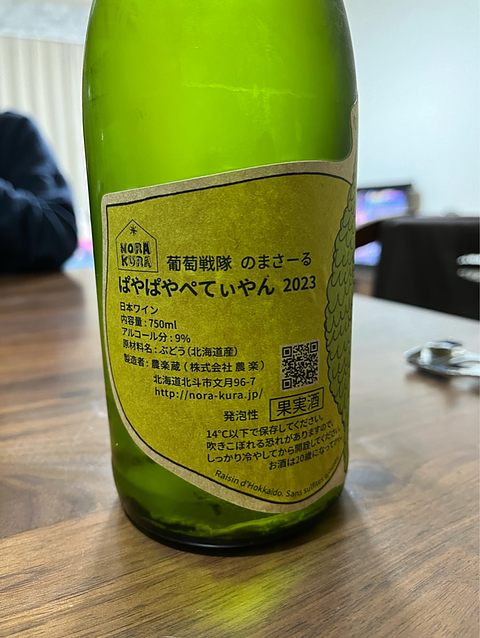 NORA
KURA
葡萄戦隊 のまさーる
ぱやぱやぺてぃやん 2023
日本ワイン
内容量:750ml
アルコール分:9%
原材料名:ぶどう(北海道産)
製造者:農楽蔵(株式会社 農楽)
北海道北斗市文月96-7
http://nora-kura.jp/
発泡性 果実酒
14℃以下で保存してください。
吹きこぼれる恐れがありますので、
しっかり冷やしてから開栓してください。
お酒は20歳になってから
Raisin d'Hokkaido. Sans